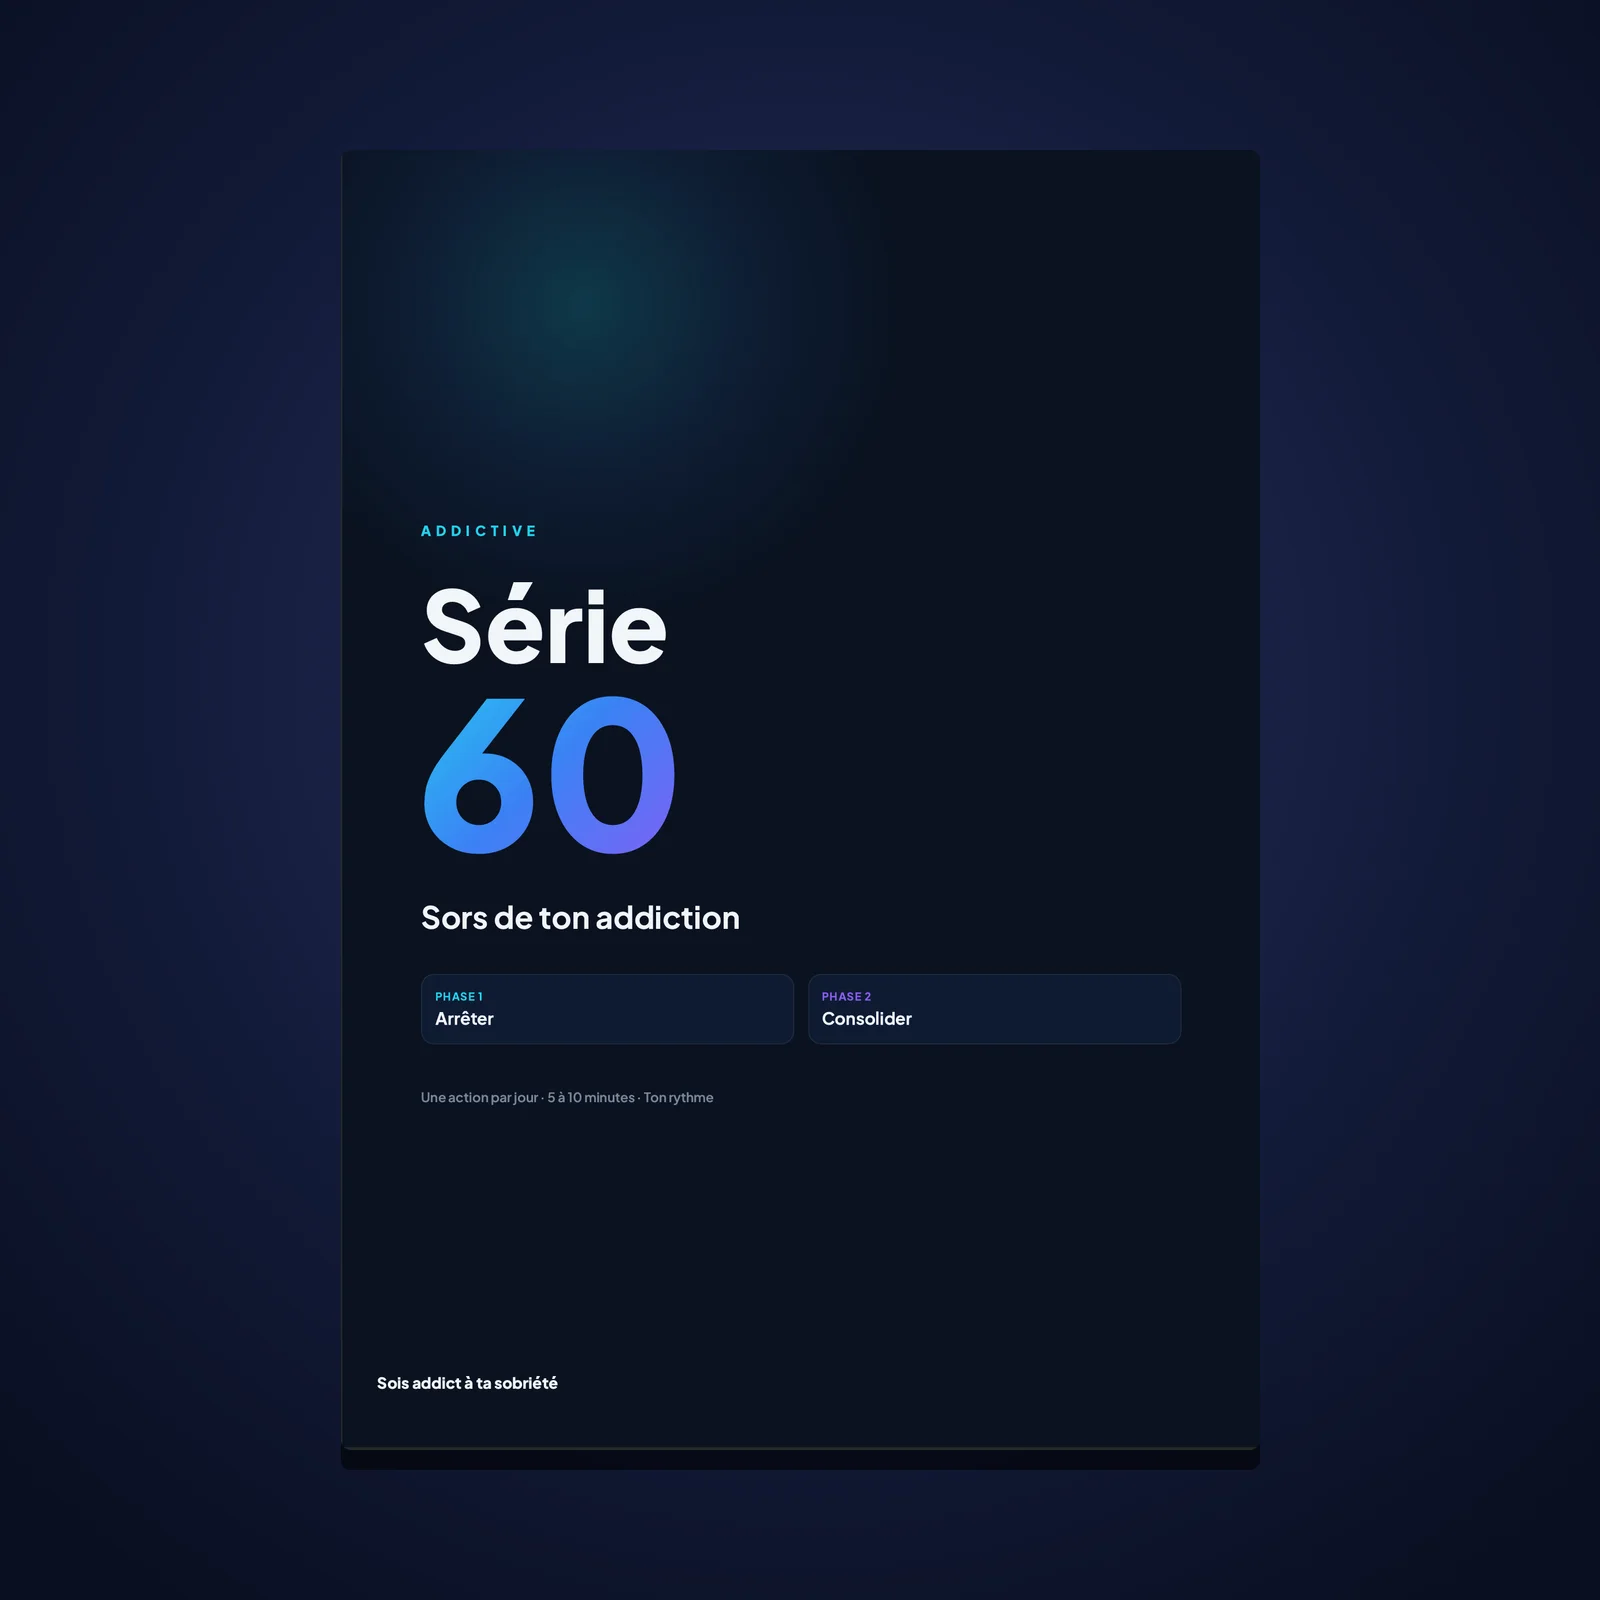 ADDICTIVE
Série
60
Sors de ton addiction
PHASE 1
Arrêter
PHASE 2
Consolider
Une action par jour · 5 à 10 minutes · Ton rythme
Sois addict à ta sobriété